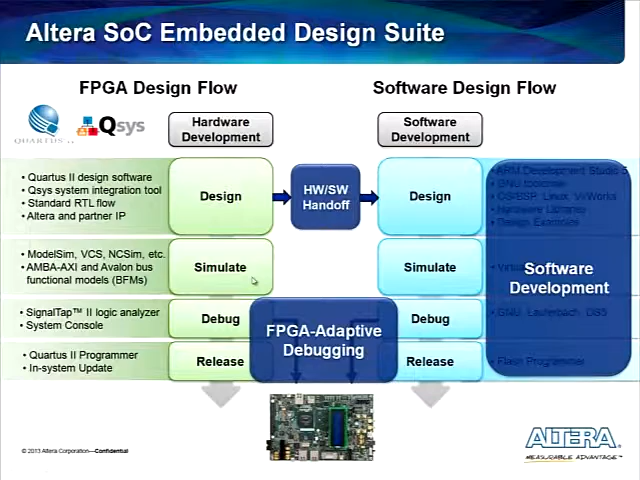 Altera SoC Embedded Design Suite
FPGA Design Flow
Software Design Flow
QUARTUS II
Qsys
Hardware
Development
Software
Development
• Quartus II design software
• Qsys system integration tool
• Standard RTL flow
• Altera and partner IP
Design
HW/SW
Handoff
Design
• ARM Development Studio 5
• GNU toolchain
• OS/BSP: Linux, VxWorks
• Hardware Libraries
• Design Examples
• ModelSim, VCS, NCSim, etc.
• AMBA-AXI and Avalon bus
functional models (BFMs)
Simulate
Simulate
Software
Development
• SignalTap™ II logic analyzer
• System Console
Debug
FPGA-Adaptive
Debugging
Debug
• GNU, Lauterbach, DS5
• Quartus II Programmer
• In-system Update
Release
Release
• Flash Programmer
© 2013 Altera Corporation—Confidential
ALTERA®
MEASURABLE ADVANTAGE™